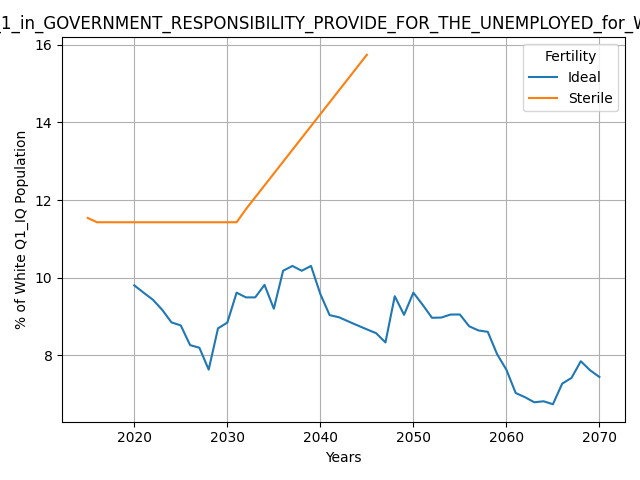 _1_in_GOVERNMENT_RESPONSIBILITY_PROVIDE_FOR_THE_UNEMPLOYED_for_W
Fertility
Ideal
Sterile
% of White Q1_IQ Population
16
14
12
10
8
2020 2030 2040 2050 2060 2070
Years